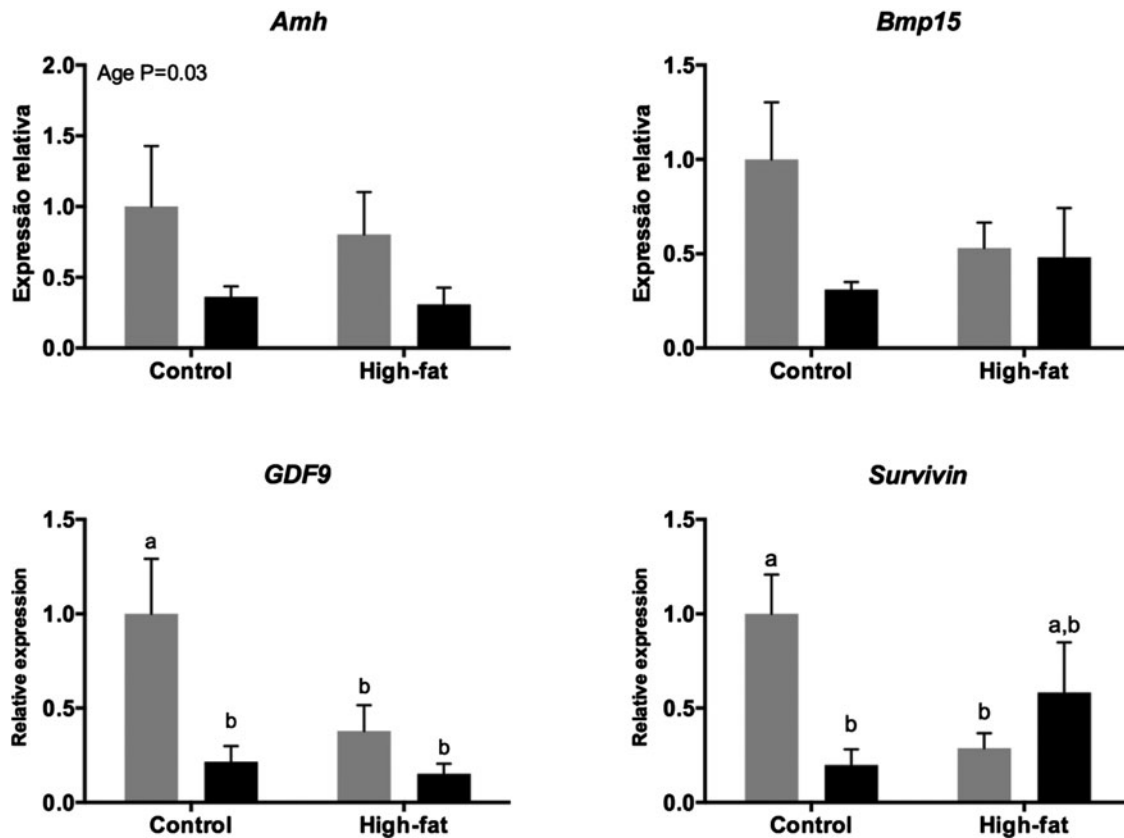 Amh
Age P=0.03
Expressão relativa
2.0
1.5
1.0
0.5
0.0
Control
High-fat
Bmp15
Expressão relativa
1.5
1.0
0.5
0.0
Control
High-fat
GDF9
Relative expression
1.5
1.0
0.5
0.0
a
b
b
b
Control
High-fat
Survivin
Relative expression
1.5
1.0
0.5
0.0
a
b
b
a,b
Control
High-fat